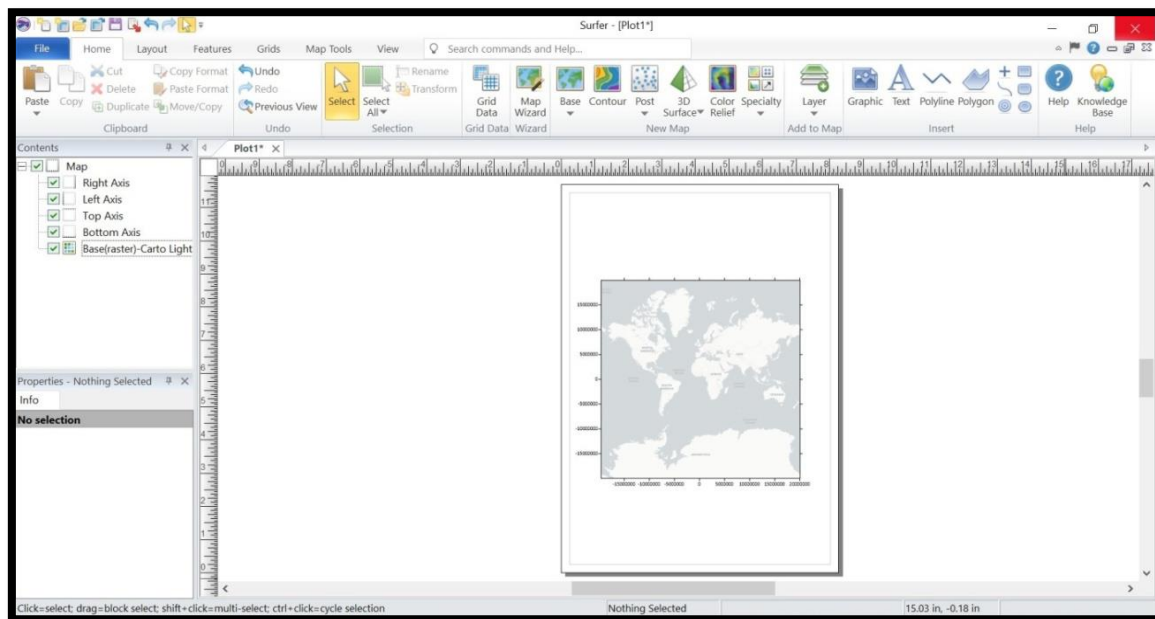 Surfer - [Plot1*]
File Home Layout Features Grids Map Tools View Search commands and Help...
Paste Copy
Cut
Delete
Duplicate
Copy Format
Paste Format
Move/Copy
Clipboard
Undo
Redo
Previous View
Undo
Select
Select All
Rename
Transform
Selection
Grid Data
Grid Data
Map Wizard
Wizard
Base Contour Post 3D Surface Color Relief Specialty
New Map
Layer
Add to Map
Graphic Text Polyline Polygon
Insert
Help Knowledge Base
Help
Contents
Map
Right Axis
Left Axis
Top Axis
Bottom Axis
Base(raster)-Carto Light
Plot1*
Properties - Nothing Selected
Info
No selection
Click=select; drag=block select; shift+click=multi-select; ctrl+click=cycle selection
Nothing Selected
15.03 in, -0.18 in